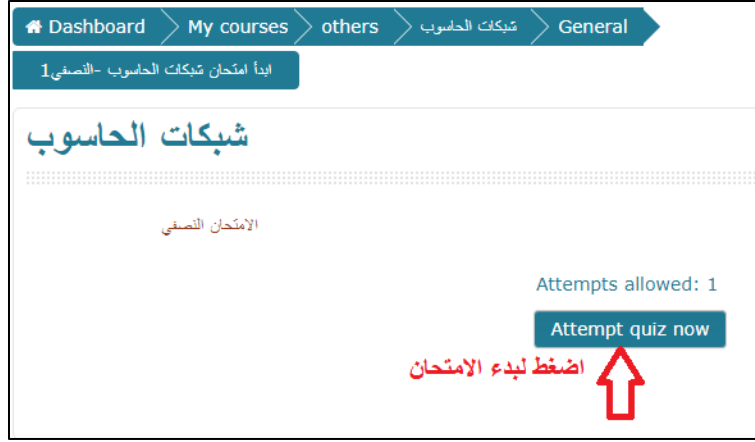 Dashboard My courses others شبكات الحاسوب General
ابدأ امتحان شبكات الحاسوب -النصفي1
شبكات الحاسوب
الامتحان النصفي
Attempts allowed: 1
Attempt quiz now
اضغط لبدء الامتحان